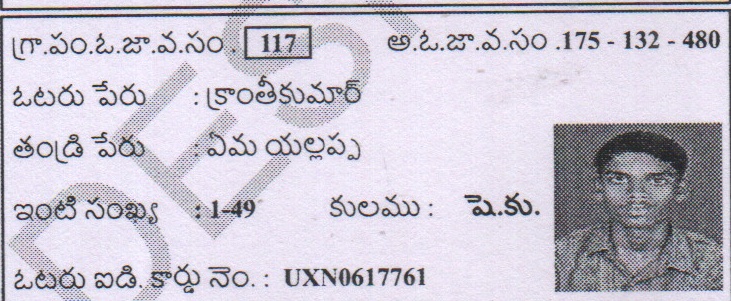 గ్రా.పం.ఓ.జా.వ.సం. 117 అ.ఓ.జా.వ.సం .175 - 132 - 480
ఓటరు పేరు : క్రాంతీకుమార్
తండ్రి పేరు : ఏమ యల్లప్ప
ఇంటి సంఖ్య : 1-49 కులము : షె.కు.
ఓటరు ఐడి. కార్డు నెం. : UXN0617761